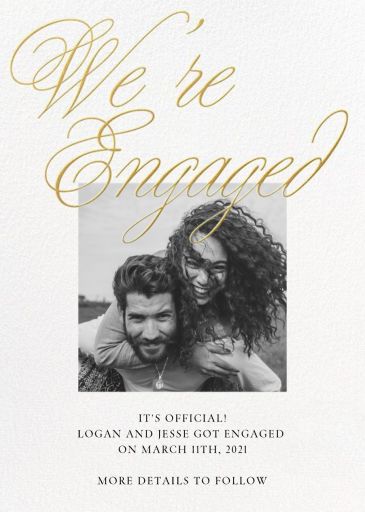 We're
Engaged
IT'S OFFICIAL!
LOGAN AND JESSE GOT ENGAGED
ON MARCH 11TH, 2021
MORE DETAILS TO FOLLOW